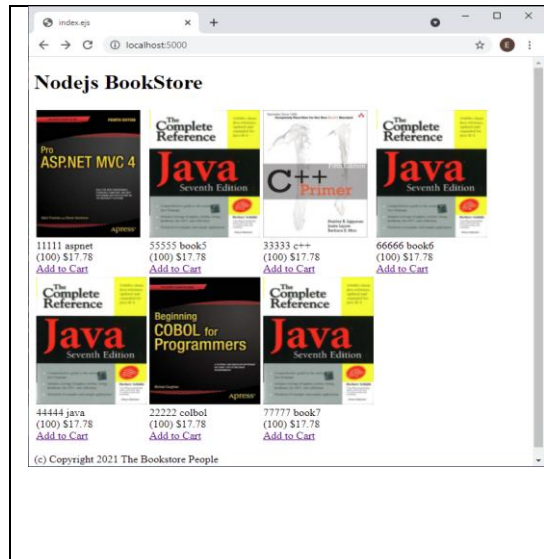 index.ejs
localhost:5000
E
Nodejs BookStore
FOURTH EDITION
Pro
ASP.NET MVC 4
Apress
The
Complete
Reference
Java
Seventh Edition
C++
Primer
The
Complete
Reference
Java
Seventh Edition
11111 aspnet
(100) $17.78
Add to Cart
55555 book5
(100) $17.78
Add to Cart
33333 c++
(100) $17.78
Add to Cart
66666 book6
(100) $17.78
Add to Cart
The
Complete
Reference
Java
Seventh Edition
Beginning
COBOL for
Programmers
Apress
The
Complete
Reference
Java
Seventh Edition
44444 java
(100) $17.78
Add to Cart
22222 colbol
(100) $17.78
Add to Cart
77777 book7
(100) $17.78
Add to Cart
(c) Copyright 2021 The Bookstore People